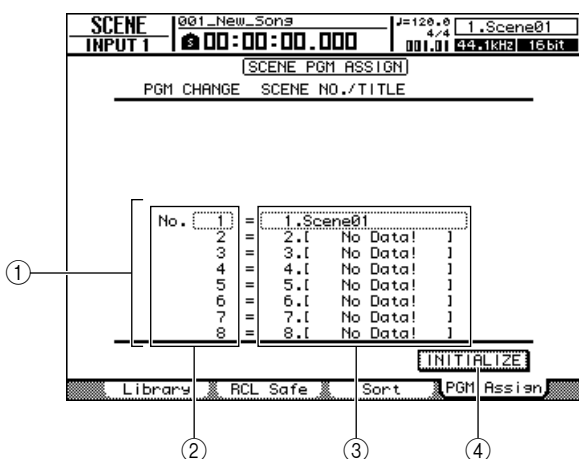 SCENE
INPUT 1
001_New_Song
00:00:00.000
♩=120.0
4/4
001.01
1.Scene01
44.1kHz 16bit
SCENE PGM ASSIGN
PGM CHANGE SCENE NO./TITLE
No. 1 = 1.Scene01
2 = 2.[ No Data! ]
3 = 3.[ No Data! ]
4 = 4.[ No Data! ]
5 = 5.[ No Data! ]
6 = 6.[ No Data! ]
7 = 7.[ No Data! ]
8 = 8.[ No Data! ]
INITIALIZE
Library RCL Safe Sort PGM Assign
①
② ③ ④